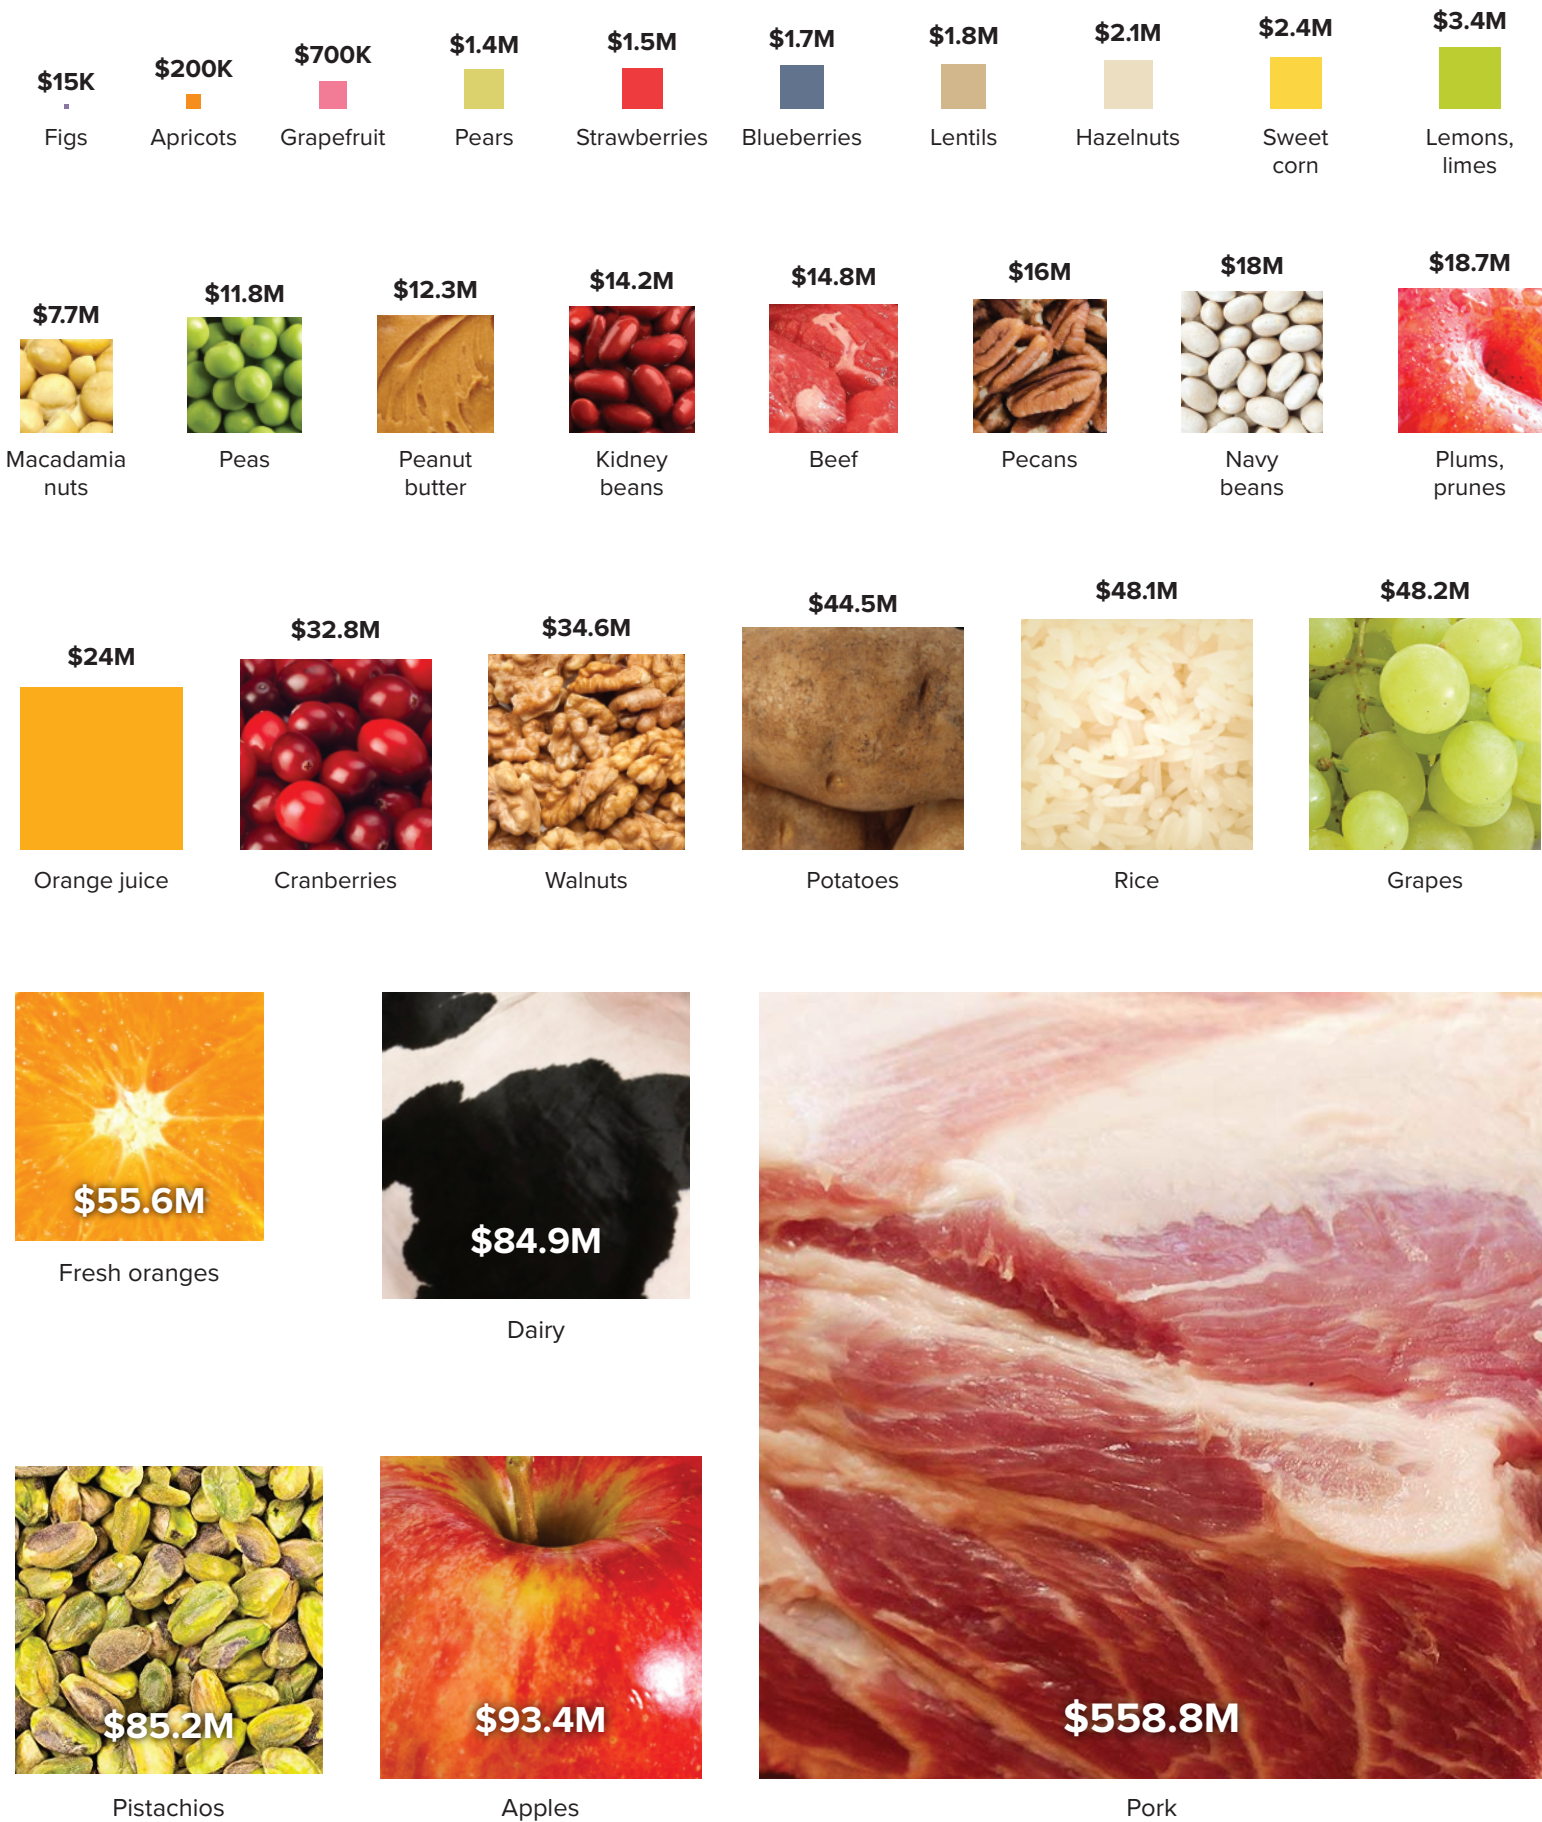 $15K
Figs
$200K
Apricots
$700K
Grapefruit
$1.4M
Pears
$1.5M
Strawberries
$1.7M
Blueberries
$1.8M
Lentils
$2.1M
Hazelnuts
$2.4M
Sweet
corn
$3.4M
Lemons,
limes
$7.7M
Macadamia
nuts
$11.8M
Peas
$12.3M
Peanut
butter
$14.2M
Kidney
beans
$14.8M
Beef
$16M
Pecans
$18M
Navy
beans
$18.7M
Plums,
prunes
$24M
Orange juice
$32.8M
Cranberries
$34.6M
Walnuts
$44.5M
Potatoes
$48.1M
Rice
$48.2M
Grapes
$55.6M
Fresh oranges
$84.9M
Dairy
$85.2M
Pistachios
$93.4M
Apples
$558.8M
Pork